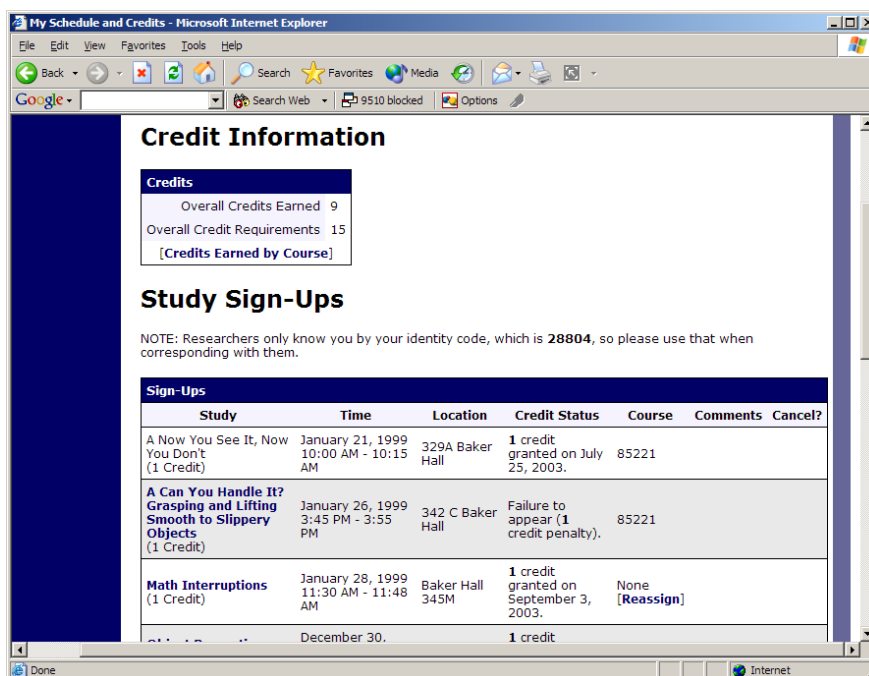 My Schedule and Credits - Microsoft Internet Explorer
File Edit View Favorites Tools Help
Back Search Favorites Media
Google Search Web 9510 blocked Options
Credit Information
Credits
Overall Credits Earned 9
Overall Credit Requirements 15
[Credits Earned by Course]
Study Sign-Ups
NOTE: Researchers only know you by your identity code, which is 28804, so please use that when
corresponding with them.
Sign-Ups
Study Time Location Credit Status Course Comments Cancel?
A Now You See It, Now
You Don't
(1 Credit)
January 21, 1999
10:00 AM - 10:15
AM
329A Baker
Hall
1 credit
granted on July
25, 2003.
85221
A Can You Handle It?
Grasping and Lifting
Smooth to Slippery
Objects
(1 Credit)
January 26, 1999
3:45 PM - 3:55
PM
342 C Baker
Hall
Failure to
appear (1
credit penalty).
85221
Math Interruptions
(1 Credit)
January 28, 1999
11:30 AM - 11:48
AM
Baker Hall
345M
1 credit
granted on
September 3,
2003.
None
[Reassign]
December 30,
1 credit
Done Internet